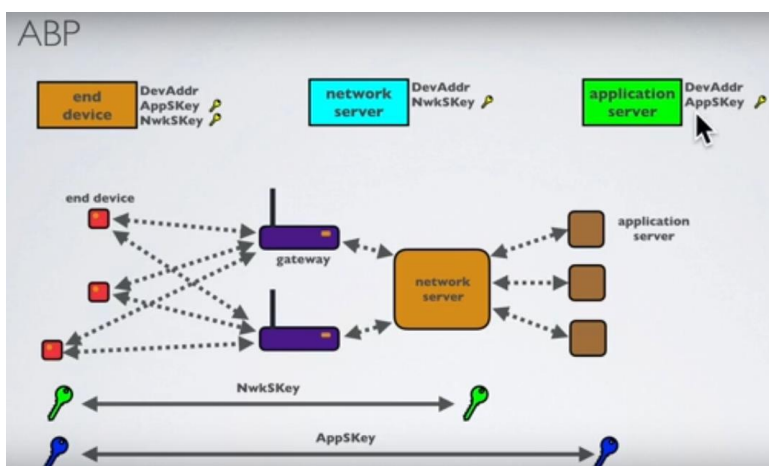 ABP
end
device
DevAddr
AppSKey
NwkSKey
network
server
DevAddr
NwkSKey
application
server
DevAddr
AppSKey
end device
gateway
network
server
application
server
NwkSKey
AppSKey